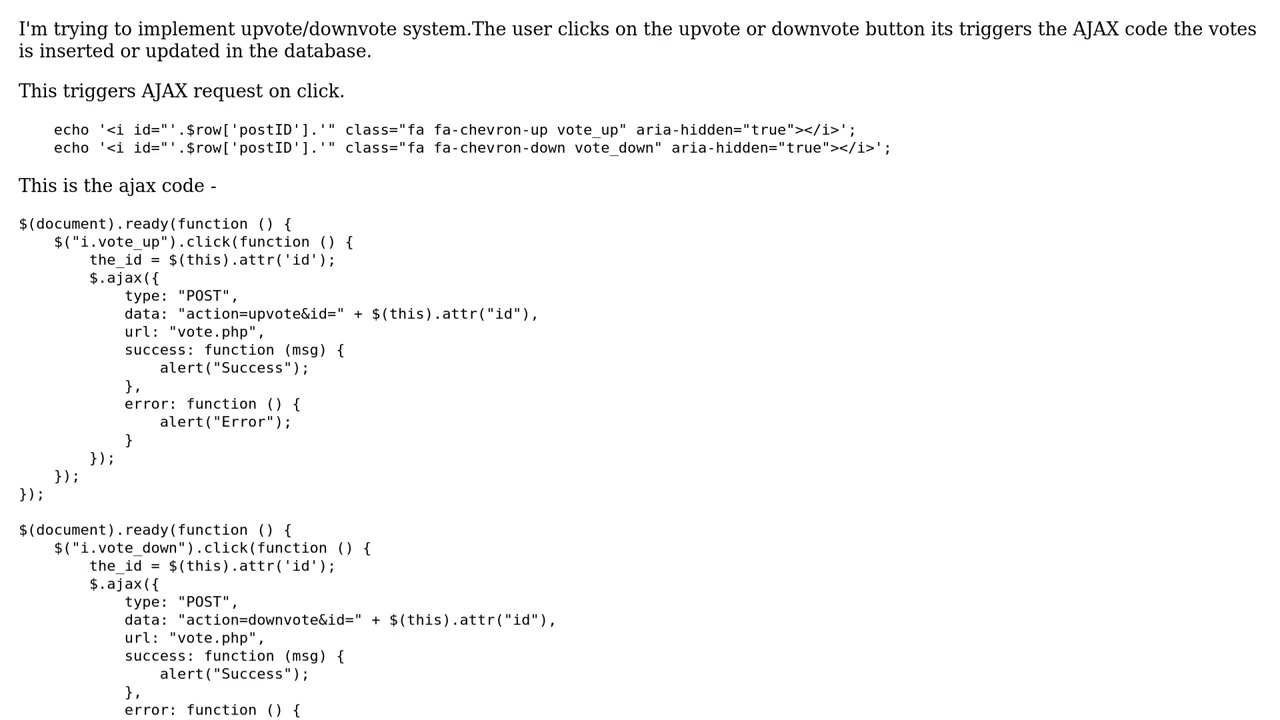 I'm trying to implement upvote/downvote system.The user clicks on the upvote or downvote button its triggers the AJAX code the votes
is inserted or updated in the database.
This triggers AJAX request on click.
    echo '<i id="'.$row['postID'].'" class="fa fa-chevron-up vote_up" aria-hidden="true"></i>';
    echo '<i id="'.$row['postID'].'" class="fa fa-chevron-down vote_down" aria-hidden="true"></i>';
This is the ajax code -
$(document).ready(function () {
    $("i.vote_up").click(function () {
        the_id = $(this).attr('id');
        $.ajax({
            type: "POST",
            data: "action=upvote&id=" + $(this).attr("id"),
            url: "vote.php",
            success: function (msg) {
                alert("Success");
            },
            error: function () {
                alert("Error");
            }
        });
    });
});
$(document).ready(function () {
    $("i.vote_down").click(function () {
        the_id = $(this).attr('id');
        $.ajax({
            type: "POST",
            data: "action=downvote&id=" + $(this).attr("id"),
            url: "vote.php",
            success: function (msg) {
                alert("Success");
            },
            error: function () {